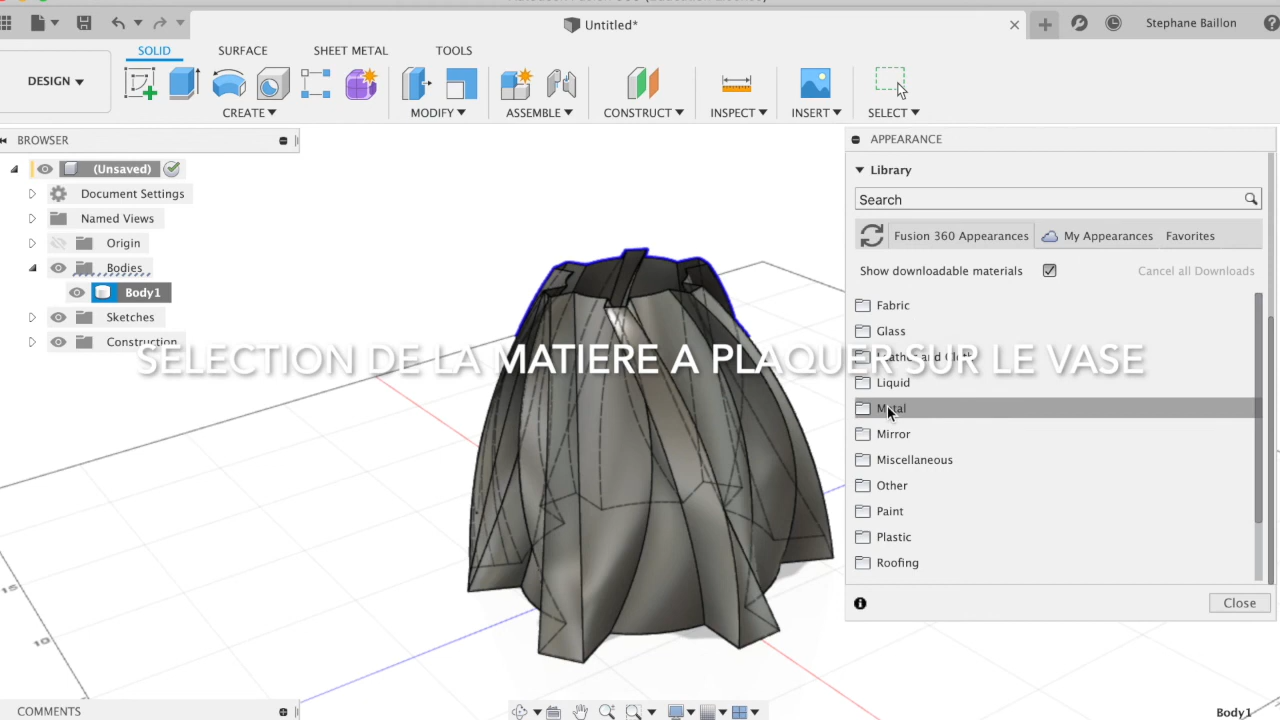 Untitled*
Stephane Baillon
DESIGN
SOLID
SURFACE
SHEET METAL
TOOLS
CREATE
MODIFY
ASSEMBLE
CONSTRUCT
INSPECT
INSERT
SELECT
BROWSER
(Unsaved)
Document Settings
Named Views
Origin
Bodies
Body1
Sketches
Construction
SELECTION DE LA MATIERE A PLAQUER SUR LE VASE
APPEARANCE
Library
Search
Fusion 360 Appearances
My Appearances
Favorites
Show downloadable materials
Cancel all Downloads
Fabric
Glass
Liquid
Metal
Mirror
Miscellaneous
Other
Paint
Plastic
Roofing
Close
15
10
COMMENTS
Body1